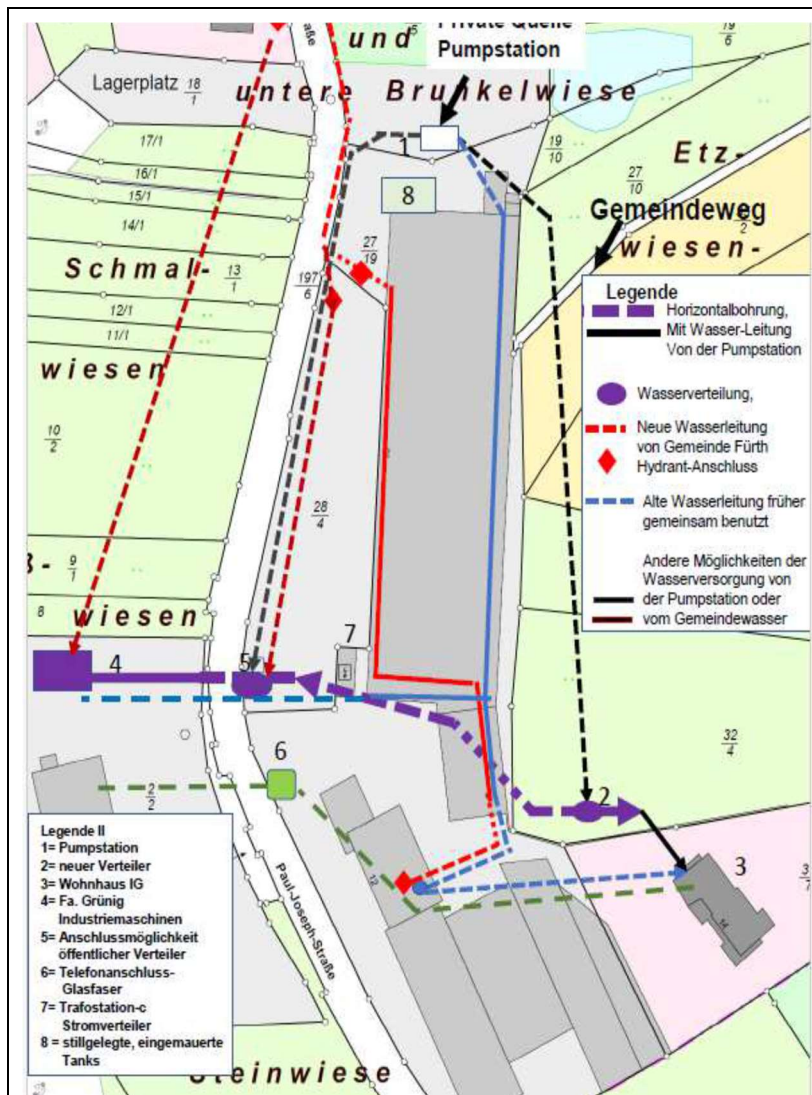 Private Quelle
Pumpstation
und
5
19
6
Lagerplatz
18
1
untere Brunkelwiese
17/1
16/1
15/1
14/1
1
19
10
Etz-
27
10
8
Gemeindeweg
2
wiesen-
Schmal-
13
1
197
6
27
19
12/1
11/1
wiesen
10
2
28
4
9
1
8
wiesen
Legende
Horizontalbohrung,
Mit Wasser-Leitung
Von der Pumpstation
Wasserverteilung,
Neue Wasserleitung
von Gemeinde Fürth
Hydrant-Anschluss
Alte Wasserleitung früher
gemeinsam benutzt
Andere Möglichkeiten der
Wasserversorgung von
der Pumpstation oder
vom Gemeindewasser
7
4
5
6
32
4
2
3
2
2
12
14
7
Paul-Joseph-Straße
Legende II
1= Pumpstation
2= neuer Verteiler
3= Wohnhaus IG
4= Fa. Grünig
Industriemaschinen
5= Anschlussmöglichkeit
öffentlicher Verteiler
6= Telefonanschluss-
Glasfaser
7= Trafostation-c
Stromverteiler
8 = stillgelegte, eingemauerte
Tanks
Steinwiese